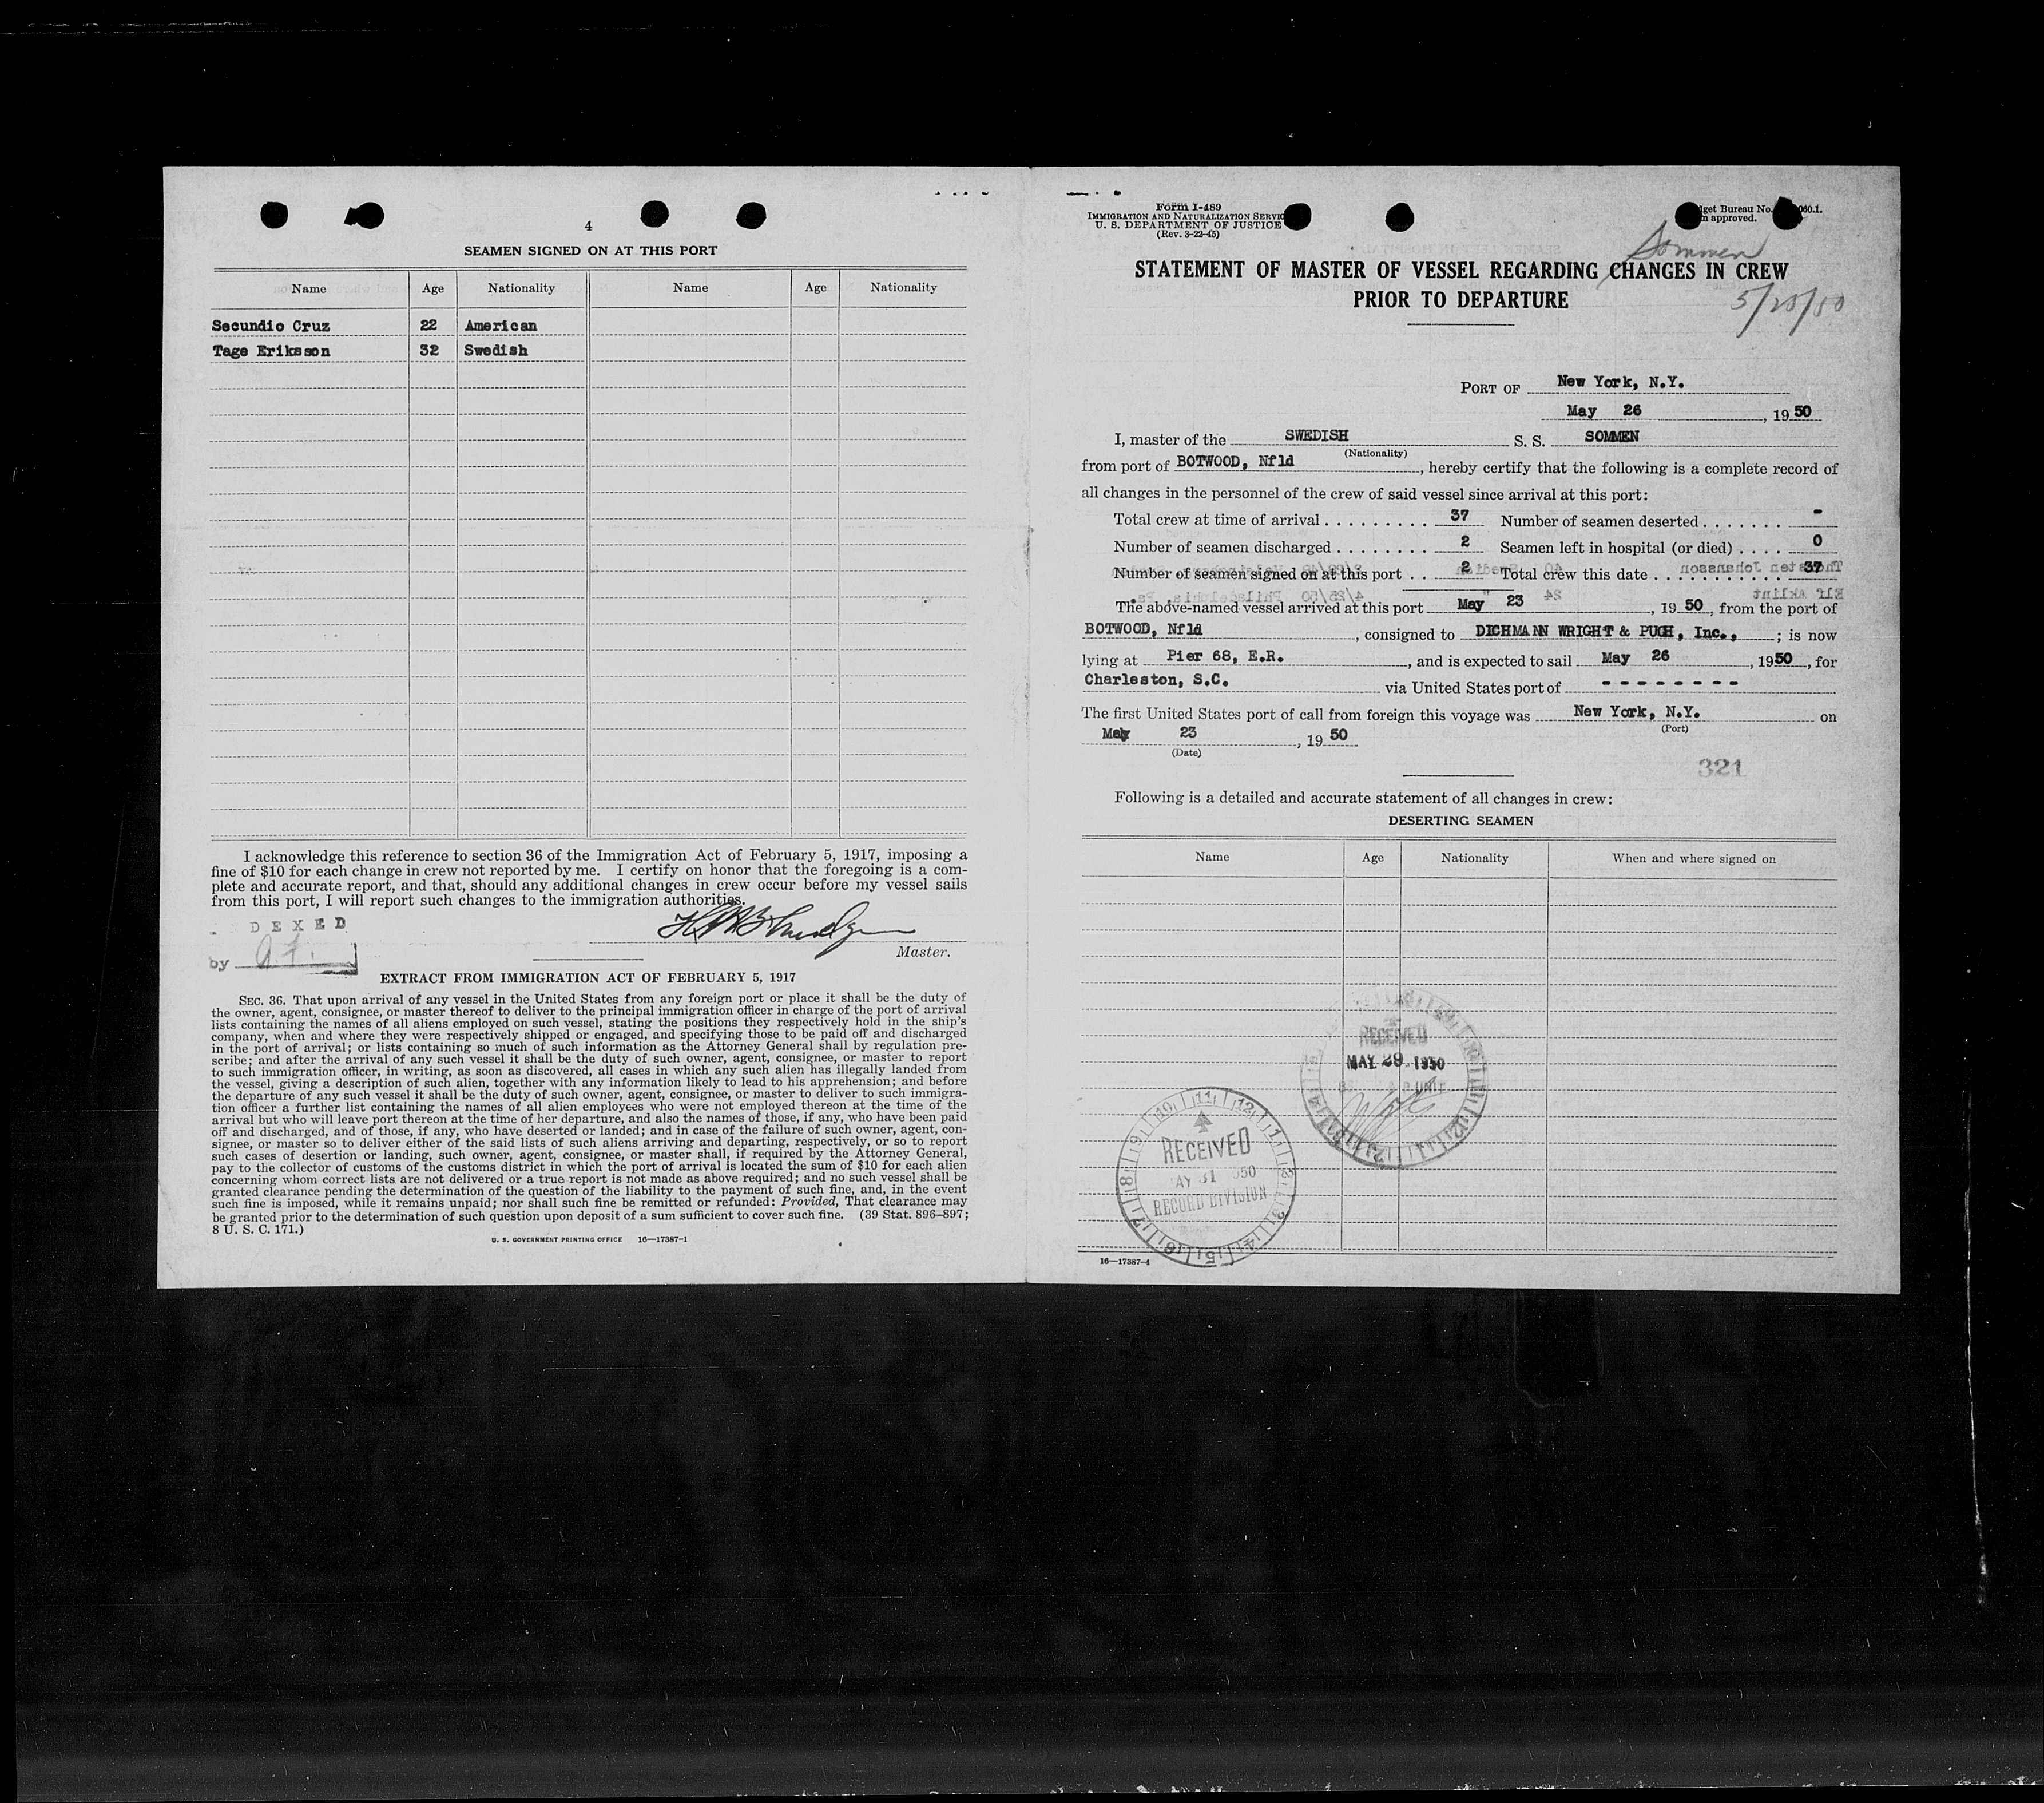 4
SEAMEN SIGNED ON AT THIS PORT
Name Age Nationality Name Age Nationality
Secundio Cruz 22 American
Tage Eriksson 32 Swedish
I acknowledge this reference to section 36 of the Immigration Act of February 5, 1917, imposing a
fine of $10 for each change in crew not reported by me. I certify on honor that the foregoing is a com-
plete and accurate report, and that, should any additional changes in crew occur before my vessel sails
from this port, I will report such changes to the immigration authorities.
DEXED
by
Master.
EXTRACT FROM IMMIGRATION ACT OF FEBRUARY 5, 1917
SEC. 36. That upon arrival of any vessel in the United States from any foreign port or place it shall be the duty of
the owner, agent, consignee, or master thereof to deliver to the principal immigration officer in charge of the port of arrival
lists containing the names of all aliens employed on such vessel, stating the positions they respectively hold in the ship's
company, when and where they were respectively shipped or engaged, and specifying those to be paid off and discharged
in the port of arrival; or lists containing so much of such information as the Attorney General shall by regulation pre-
scribe; and after the arrival of any such vessel it shall be the duty of such owner, agent, consignee, or master to report
to such immigration officer, in writing, as soon as discovered, all cases in which any such alien has illegally landed from
the vessel, giving a description of such alien, together with any information likely to lead to his apprehension; and before
the departure of any such vessel it shall be the duty of such owner, agent, consignee, or master to deliver to such immigra-
tion officer a further list containing the names of all alien employees who were not employed thereon at the time of the
arrival but who will leave port thereon at the time of her departure, and also the names of those, if any, who have been paid
off and discharged, and of those, if any, who have deserted or landed; and in case of the failure of such owner, agent, con-
signee, or master so to deliver either of the said lists of such aliens arriving and departing, respectively, or so to report
such cases of desertion or landing, such owner, agent, consignee, or master shall, if required by the Attorney General,
pay to the collector of customs of the customs district in which the port of arrival is located the sum of $10 for each alien
concerning whom correct lists are not delivered or a true report is not made as above required; and no such vessel shall be
granted clearance pending the determination of the question of the liability to the payment of such fine, and, in the event
such fine is imposed, while it remains unpaid; nor shall such fine be remitted or refunded: Provided, That clearance may
be granted prior to the determination of such question upon deposit of a sum sufficient to cover such fine. (39 Stat. 896–897;
8 U. S. C. 171.)
U. S. GOVERNMENT PRINTING OFFICE 16—17387-1
Form I-489
IMMIGRATION AND NATURALIZATION SERVIC
U. S. DEPARTMENT OF JUSTICE
(Rev. 3-22-45)
get Bureau No. 060.1.
n approved.
Sommen
STATEMENT OF MASTER OF VESSEL REGARDING CHANGES IN CREW
PRIOR TO DEPARTURE
PORT OF New York, N.Y.
May 26, 1950
I, master of the SWEDISH S. S. SOMMEN
(Nationality)
from port of BOTWOOD, Nfld, hereby certify that the following is a complete record of
all changes in the personnel of the crew of said vessel since arrival at this port:
Total crew at time of arrival . . . . . . . . . 37 Number of seamen deserted . . . . . . . -
Number of seamen discharged . . . . . . . . 2 Seamen left in hospital (or died) . . . . 0
Number of seamen signed on at this port . . 2 Total crew this date . . . . . . . . . . . 37
The above-named vessel arrived at this port May 23, 1950, from the port of
BOTWOOD, Nfld, consigned to DICHMANN WRIGHT & PUGH, Inc.,; is now
lying at Pier 68, E.R., and is expected to sail May 26, 1950, for
Charleston, S.C. via United States port of - - - - - - - -.
The first United States port of call from foreign this voyage was New York, N.Y. on
(Port)
May 23, 1950
(Date)
321
Following is a detailed and accurate statement of all changes in crew:
DESERTING SEAMEN
Name Age Nationality When and where signed on
RECEIVED
MAY 29 1950
UNIT
RECEIVED
AY 31 950
RECORD DIVISION
16—17387-4